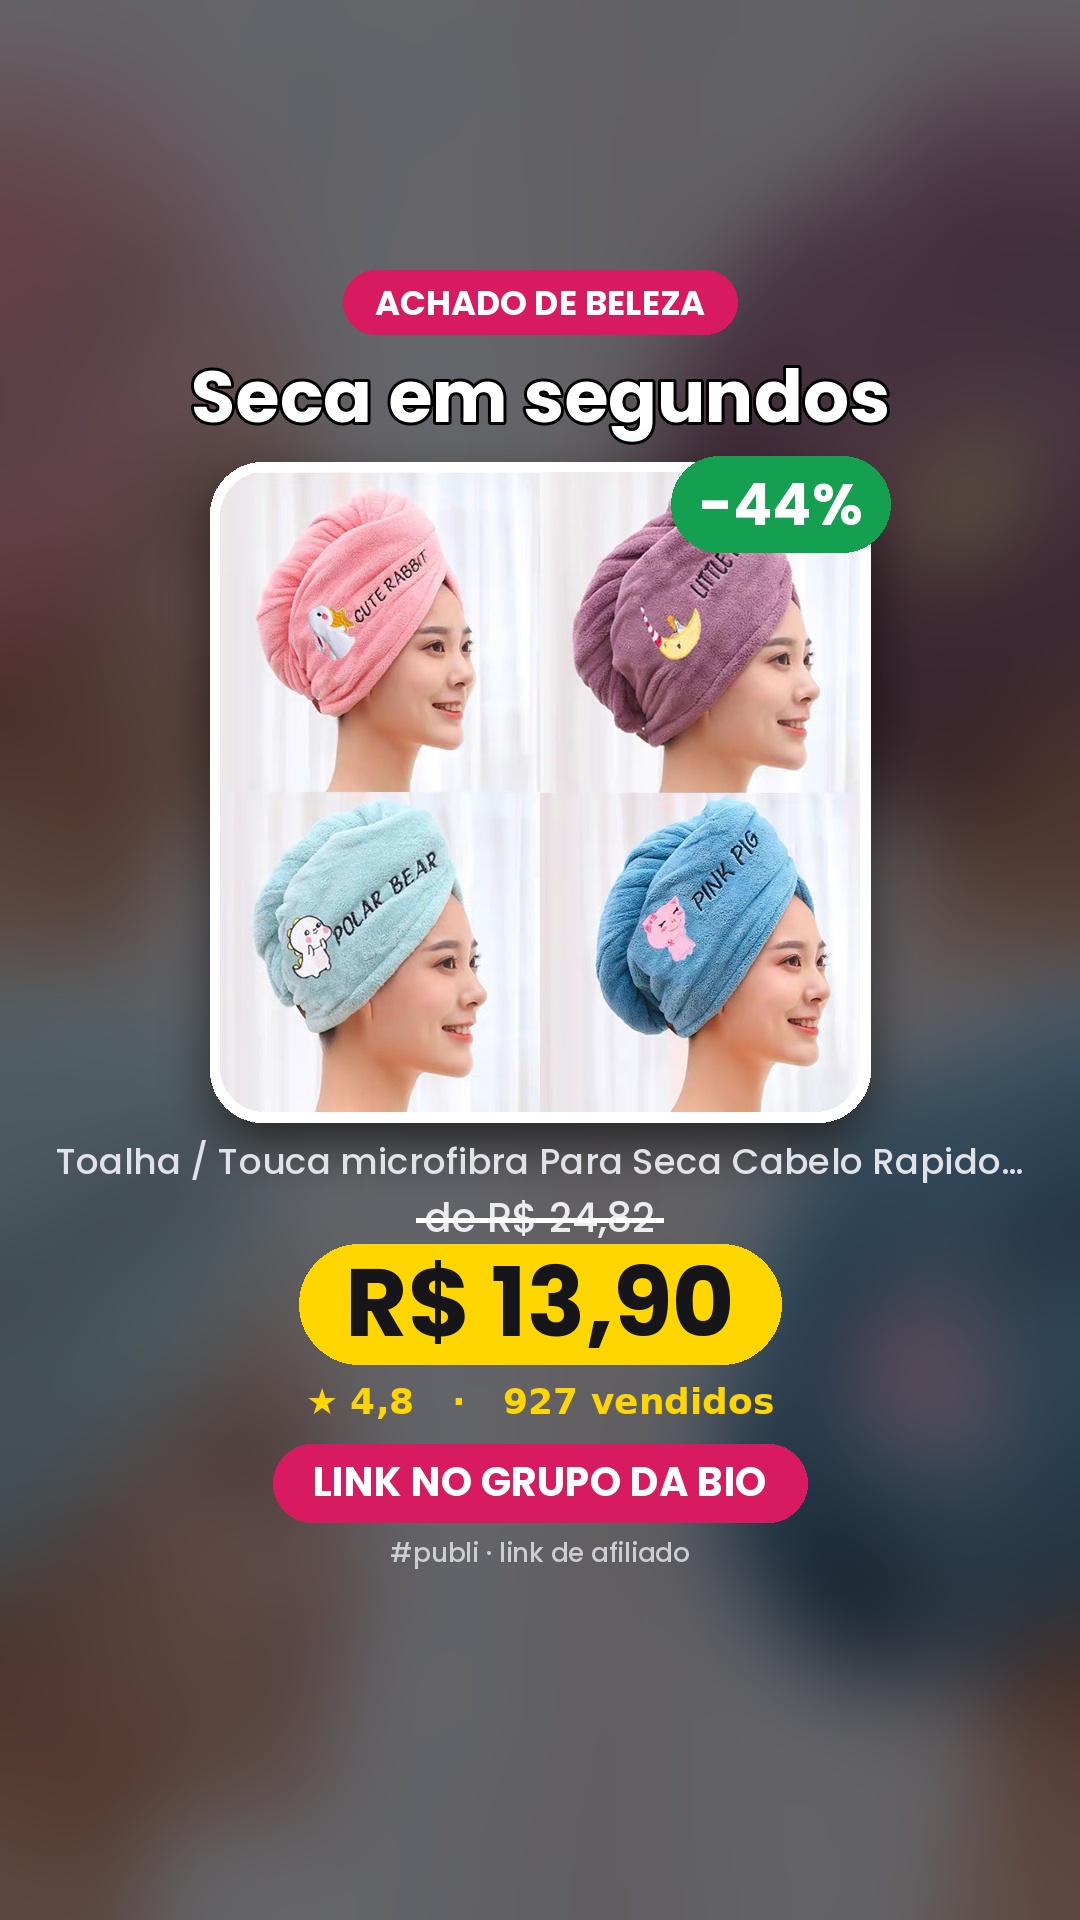 ACHADO DE BELEZA
Seca em segundos
-44%
CUTE RABBIT
LITTLE
POLAR BEAR
PINK PIG
Toalha / Touca microfibra Para Seca Cabelo Rapido...
de R$ 24,82
R$ 13,90
★ 4,8 · 927 vendidos
LINK NO GRUPO DA BIO
#publi · link de afiliado